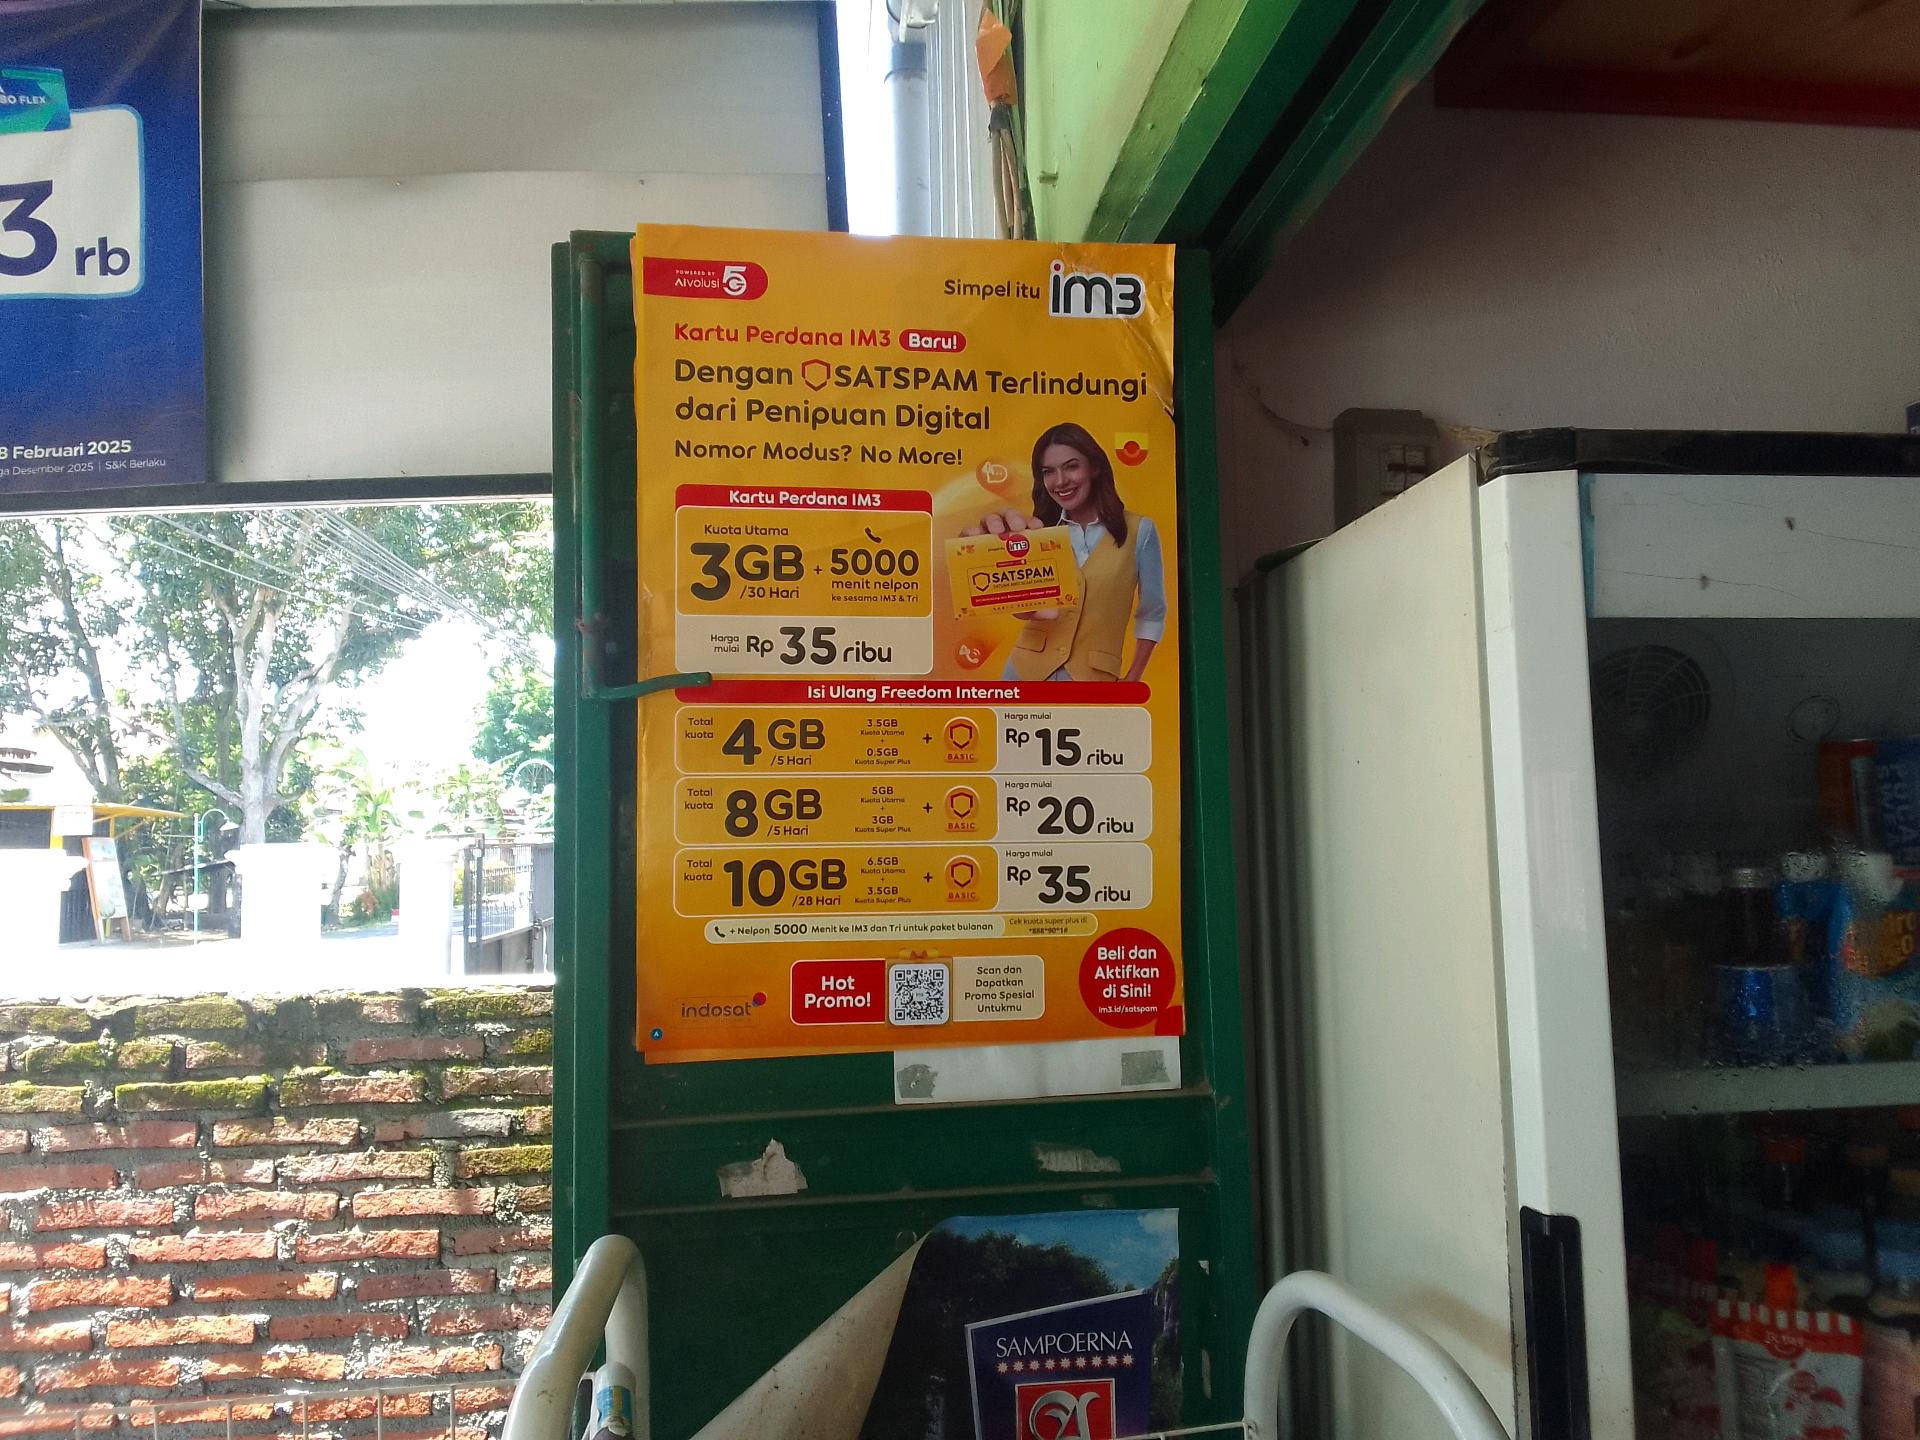 BO FLEX
3 rb
8 Februari 2025
ga Desember 2025 | S&K Berlaku
POWERED BY
AIvolusi 5G
Simpel itu im3
Kartu Perdana IM3 Baru!
Dengan SATSPAM Terlindungi
dari Penipuan Digital
Nomor Modus? No More!
Kartu Perdana IM3
Kuota Utama
3GB /30 Hari + 5000
menit nelpon
ke sesama IM3 & Tri
Harga mulai Rp 35 ribu
im3
SATSPAM
Isi Ulang Freedom Internet
Total kuota 4GB /5 Hari 3.5GB Kuota Utama + 0.5GB Kuota Super Plus + BASIC Harga mulai Rp 15 ribu
Total kuota 8GB /5 Hari 5GB Kuota Utama + 3GB Kuota Super Plus + BASIC Harga mulai Rp 20 ribu
Total kuota 10GB /28 Hari 6.5GB Kuota Utama + 3.5GB Kuota Super Plus + BASIC Harga mulai Rp 35 ribu
+ Nelpon 5000 Menit ke IM3 dan Tri untuk paket bulanan
Cek kuota super plus di
Hot
Promo!
Scan dan
Dapatkan
Promo Spesial
Untukmu
Beli dan
Aktifkan
di Sini!
im3.id/satspam
indosat
SAMPOERNA
A